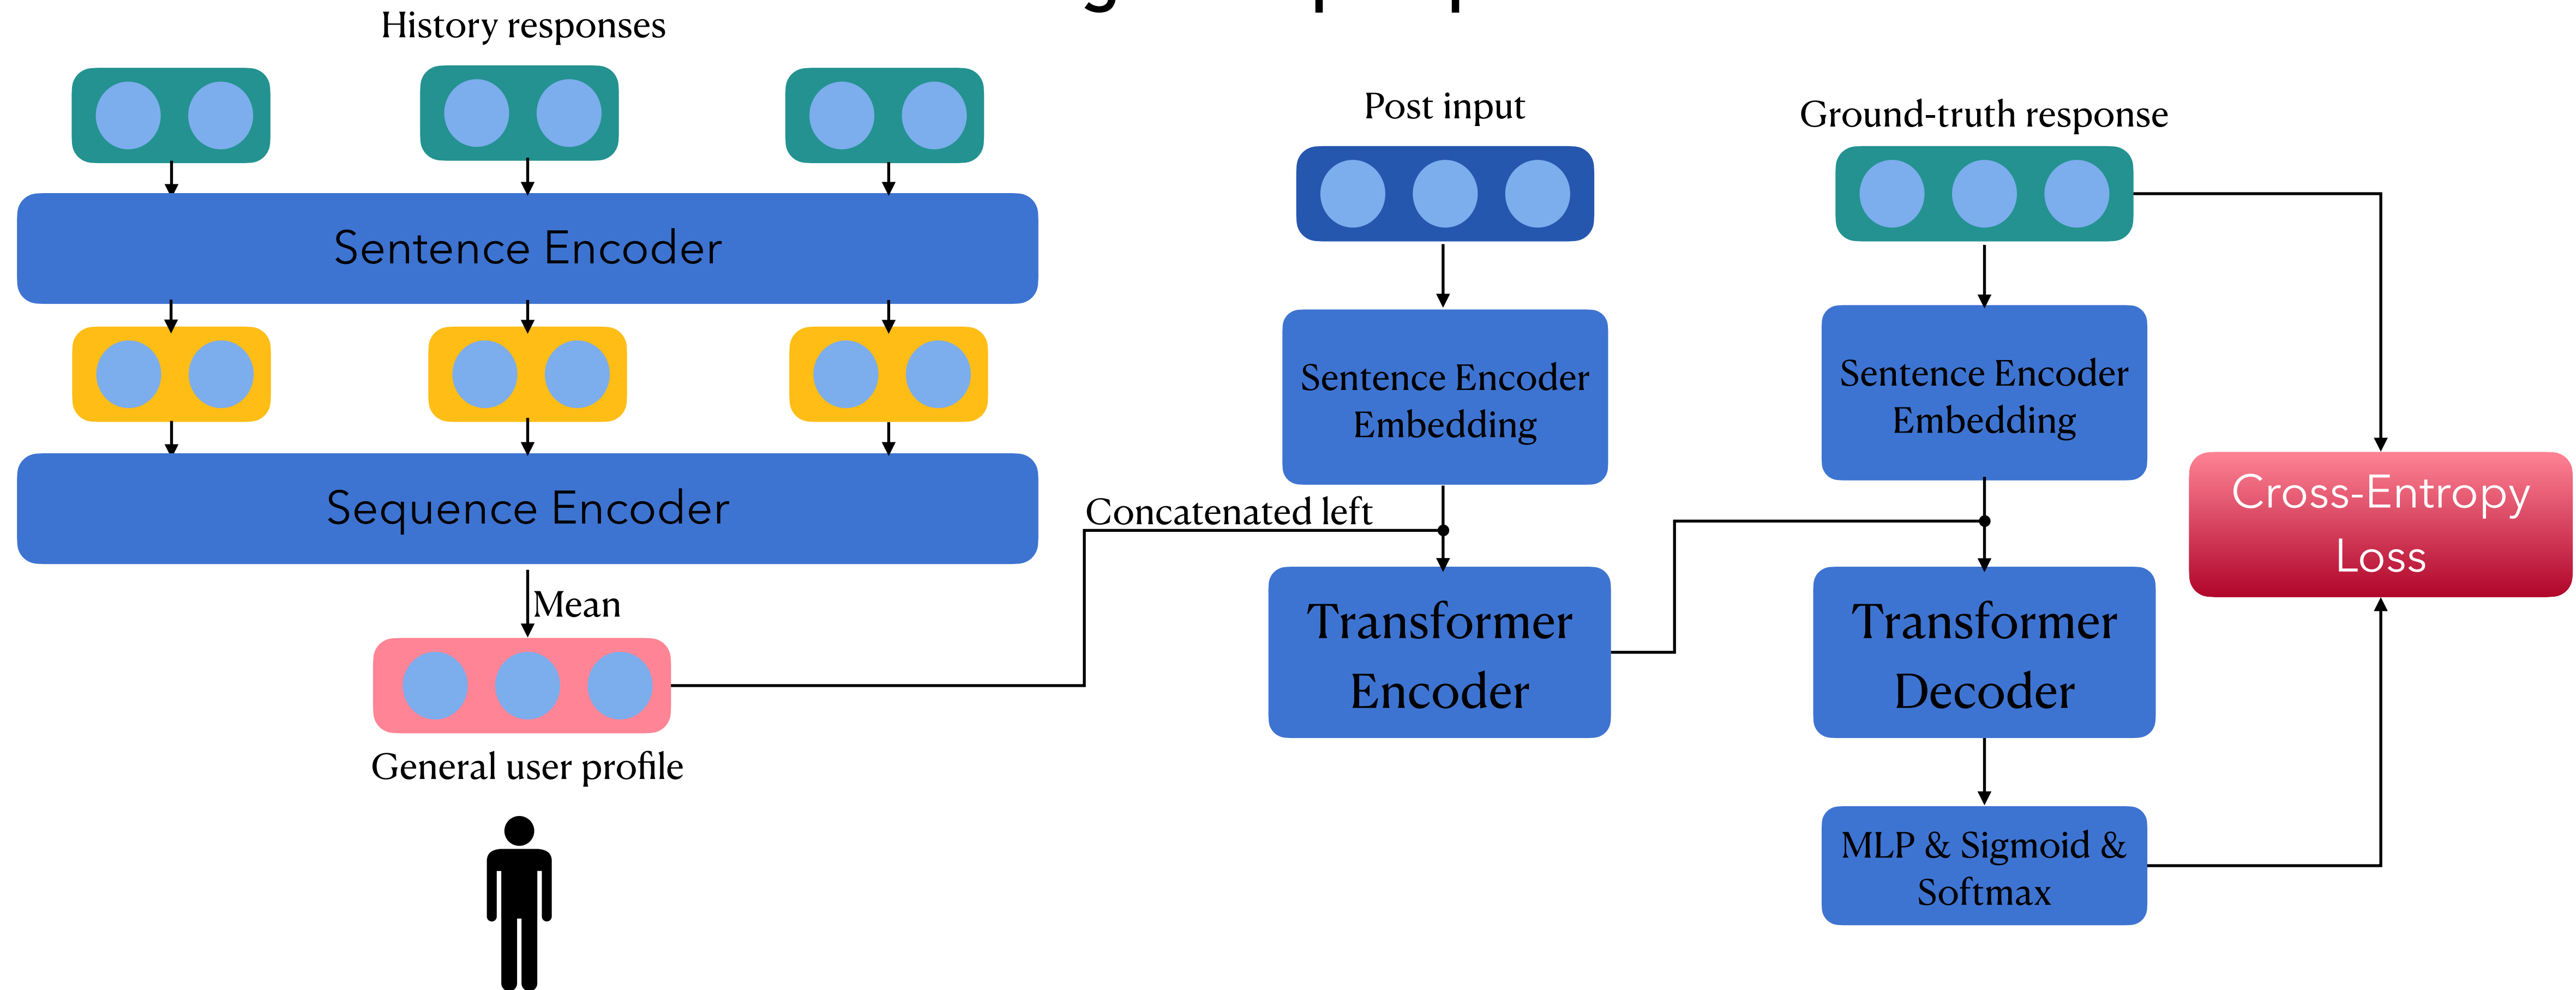 History responses
Sentence Encoder
Sequence Encoder
Mean
General user profile
Concatenated left
Post input
Sentence Encoder
Embedding
Transformer
Encoder
Ground-truth response
Sentence Encoder
Embedding
Transformer
Decoder
MLP & Sigmoid &
Softmax
Cross-Entropy
Loss